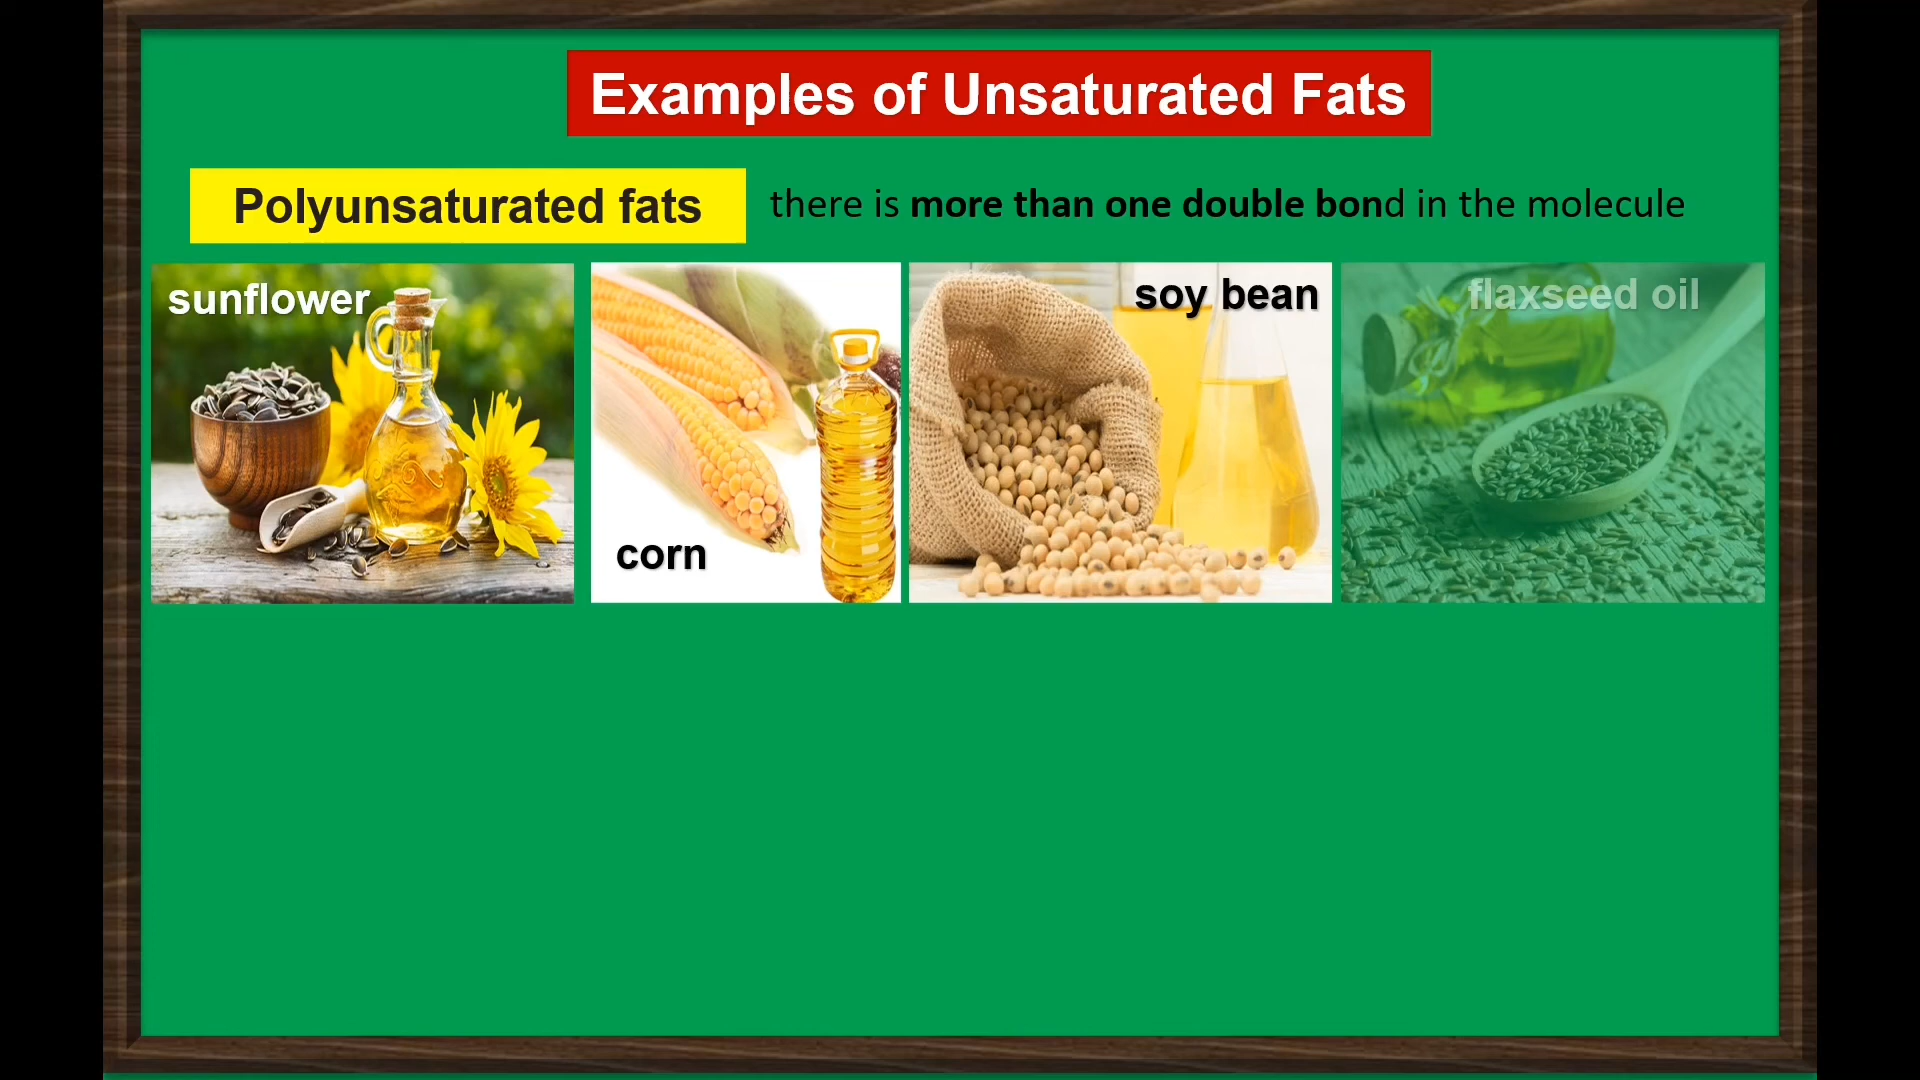 Examples of Unsaturated Fats
Polyunsaturated fats there is more than one double bond in the molecule
sunflower
corn
soy bean
flaxseed oil